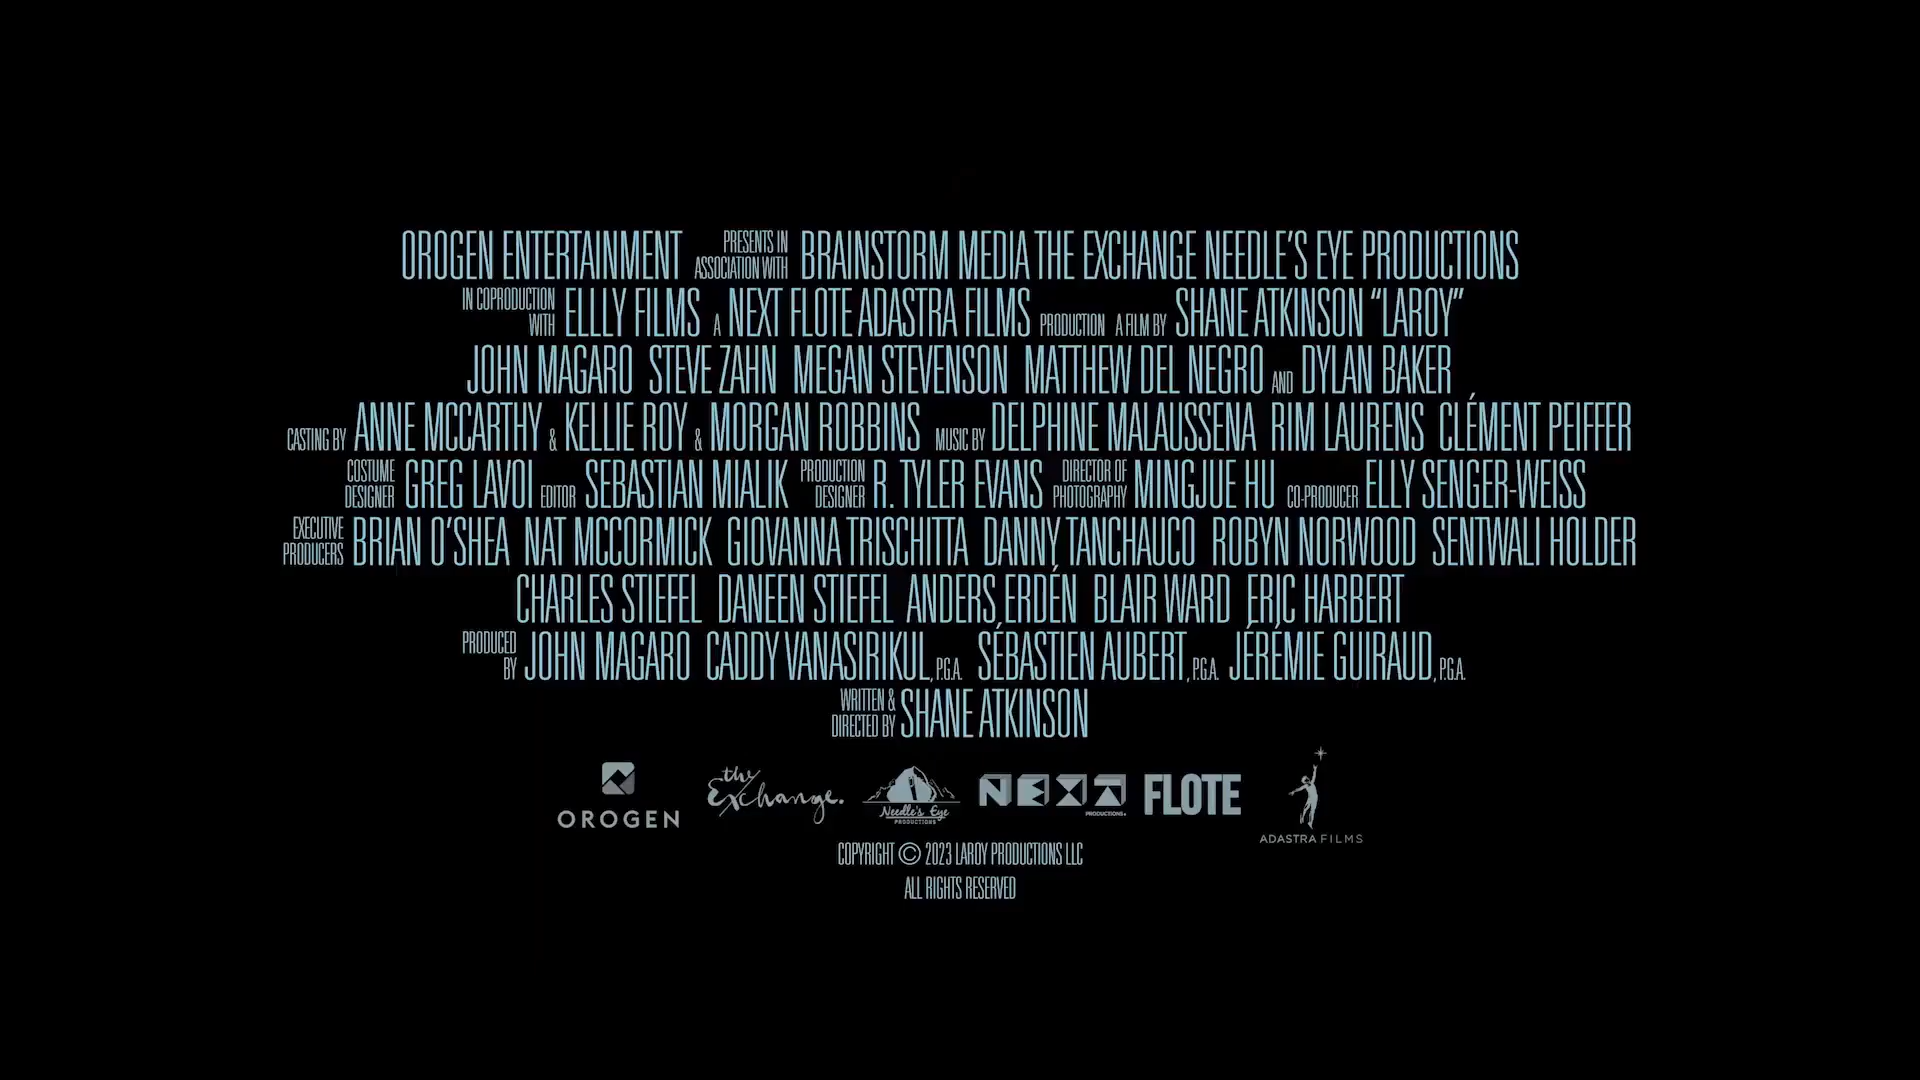 OROGEN ENTERTAINMENT PRESENTS IN ASSOCIATION WITH BRAINSTORM MEDIA THE EXCHANGE NEEDLE'S EYE PRODUCTIONS
IN COPRODUCTION WITH ELLLY FILMS A NEXT FLOTE ADASTRA FILMS PRODUCTION A FILM BY SHANE ATKINSON “LAROY”
JOHN MAGARO STEVE ZAHN MEGAN STEVENSON MATTHEW DEL NEGRO AND DYLAN BAKER
CASTING BY ANNE MCCARTHY & KELLIE ROY & MORGAN ROBBINS MUSIC BY DELPHINE MALAUSSENA RIM LAURENS CLÉMENT PEIFFER
COSTUME DESIGNER GREG LAVOI EDITOR SEBASTIAN MIALIK PRODUCTION DESIGNER R. TYLER EVANS DIRECTOR OF PHOTOGRAPHY MINGJUE HU CO-PRODUCER ELLY SENGER-WEISS
EXECUTIVE PRODUCERS BRIAN O'SHEA NAT MCCORMICK GIOVANNA TRISCHITTA DANNY TANCHAUCO ROBYN NORWOOD SENTWALI HOLDER
CHARLES STIEFEL DANEEN STIEFEL ANDERS ERDÉN BLAIR WARD ERIC HARBERT
PRODUCED BY JOHN MAGARO CADDY VANASIRIKUL, P.G.A. SÉBASTIEN AUBERT, P.G.A. JÉRÉMIE GUIRAUD, P.G.A.
WRITTEN & DIRECTED BY SHANE ATKINSON
OROGEN the Exchange. Needle's Eye PRODUCTIONS NEXT PRODUCTIONS. FLOTE ADASTRA FILMS
COPYRIGHT © 2023 LAROY PRODUCTIONS LLC
ALL RIGHTS RESERVED